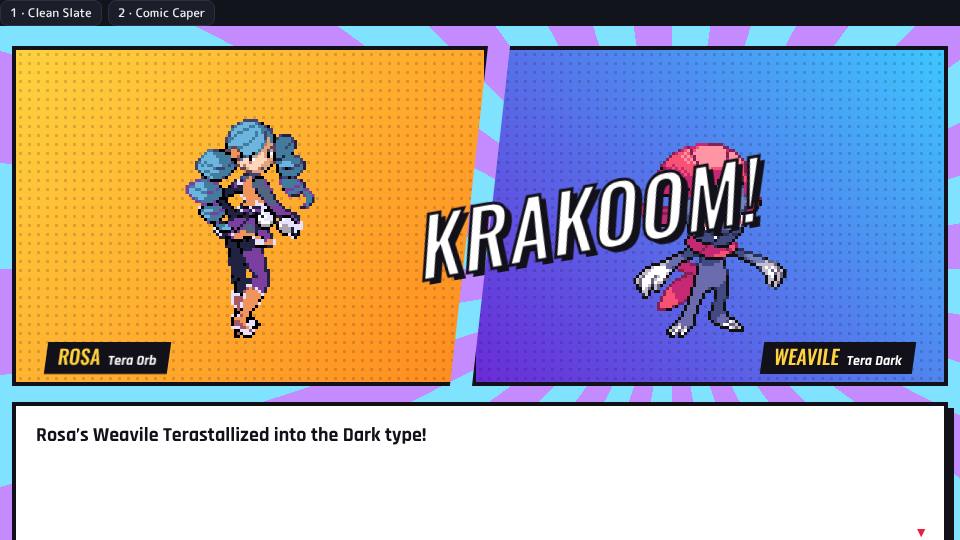 1 · Clean Slate
2 · Comic Caper
KRAKOOM!
ROSA Tera Orb
WEAVILE Tera Dark
Rosa's Weavile Terastallized into the Dark type!